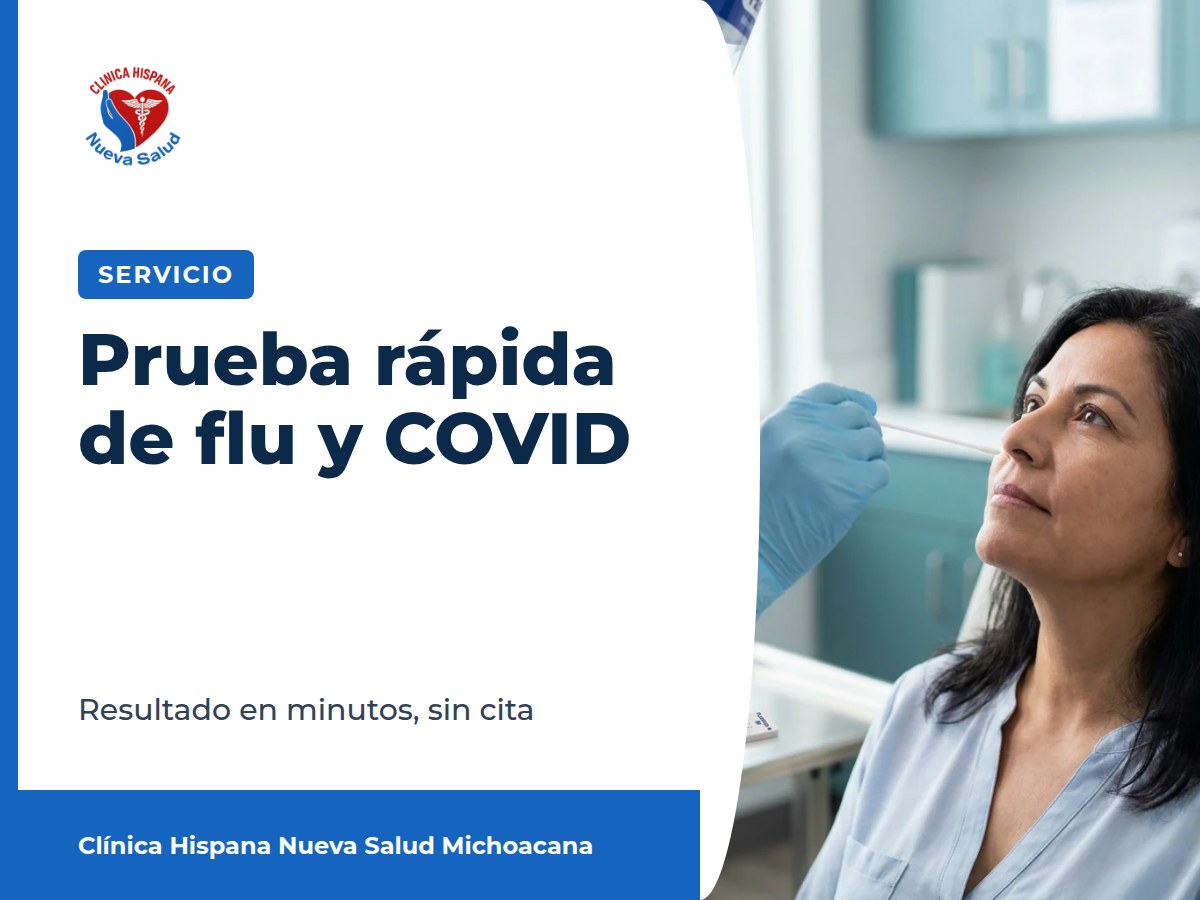 CLINICA HISPANA
Nueva Salud
SERVICIO
Prueba rápida
de flu y COVID
Resultado en minutos, sin cita
Clínica Hispana Nueva Salud Michoacana